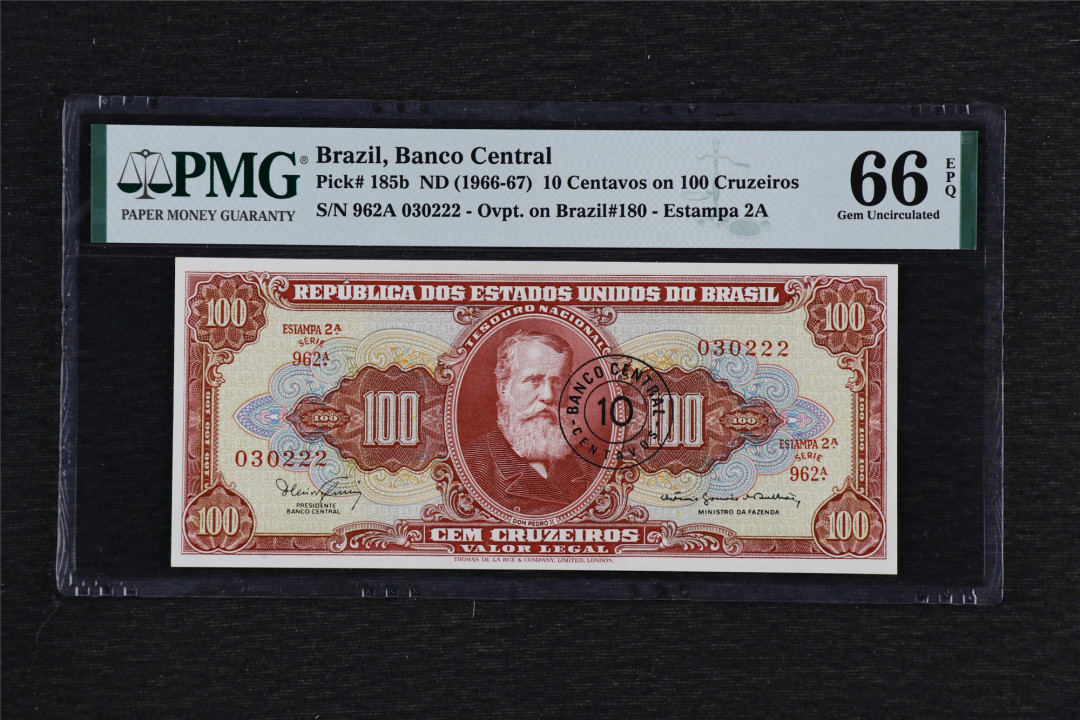 PMG®
PAPER MONEY GUARANTY
Brazil, Banco Central
Pick# 185b ND (1966-67) 10 Centavos on 100 Cruzeiros
S/N 962A 030222 - Ovpt. on Brazil#180 - Estampa 2A
66
EPQ
Gem Uncirculated
REPÚBLICA DOS ESTADOS UNIDOS DO BRASIL
100
100
TESOURO NACIONAL
ESTAMPA 2ᴬ
SÉRIE
962ᴬ.
030222
BANCO CENTRAL
10
CENTAVOS
100
100
100
100
030222
ESTAMPA 2ᴬ
SÉRIE
962ᴬ.
PRESIDENTE
BANCO CENTRAL
MINISTRO DA FAZENDA
DOM PEDRO II
100
100
CEM CRUZEIROS
VALOR LEGAL
THOMAS DE LA RUE & COMPANY, LIMITED, LONDON.